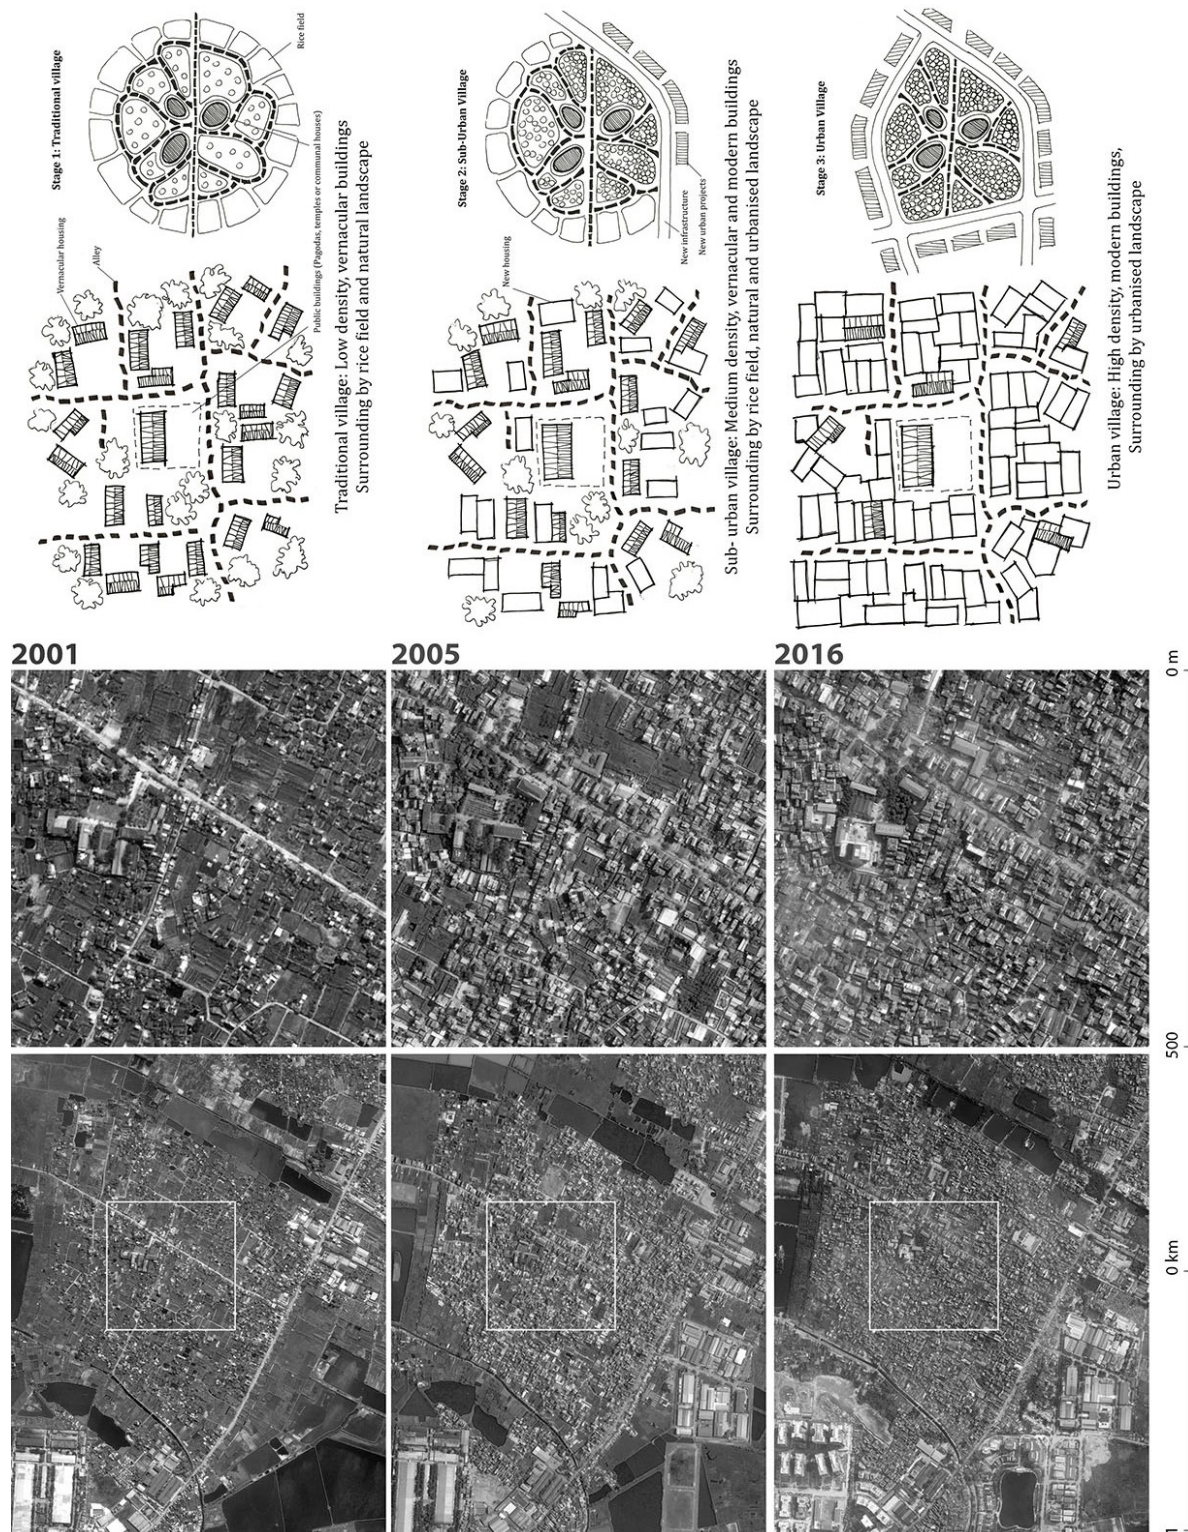 Stage 1: Traditional village
Rice field
Vernacular housing
Alley
Public buildings (Pagodas, temples or communal houses)
Traditional village: Low density, vernacular buildings
Surrounding by rice field and natural landscape
Stage 2: Sub-Urban Village
New housing
New infrastructure
New urban projects
Sub- urban village: Medium density, vernacular and modern buildings
Surrounding by rice field, natural and urbanised landscape
Stage 3: Urban Village
Urban village: High density, modern buildings,
Surrounding by urbanised landscape
2001
2005
2016
0 m
500
0 km
1